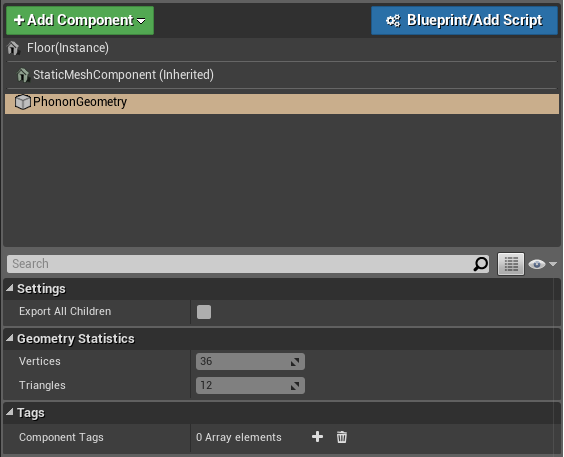 + Add Component
Blueprint/Add Script
Floor(Instance)
StaticMeshComponent (Inherited)
PhononGeometry
Search
Settings
Export All Children
Geometry Statistics
Vertices 36
Triangles 12
Tags
Component Tags 0 Array elements